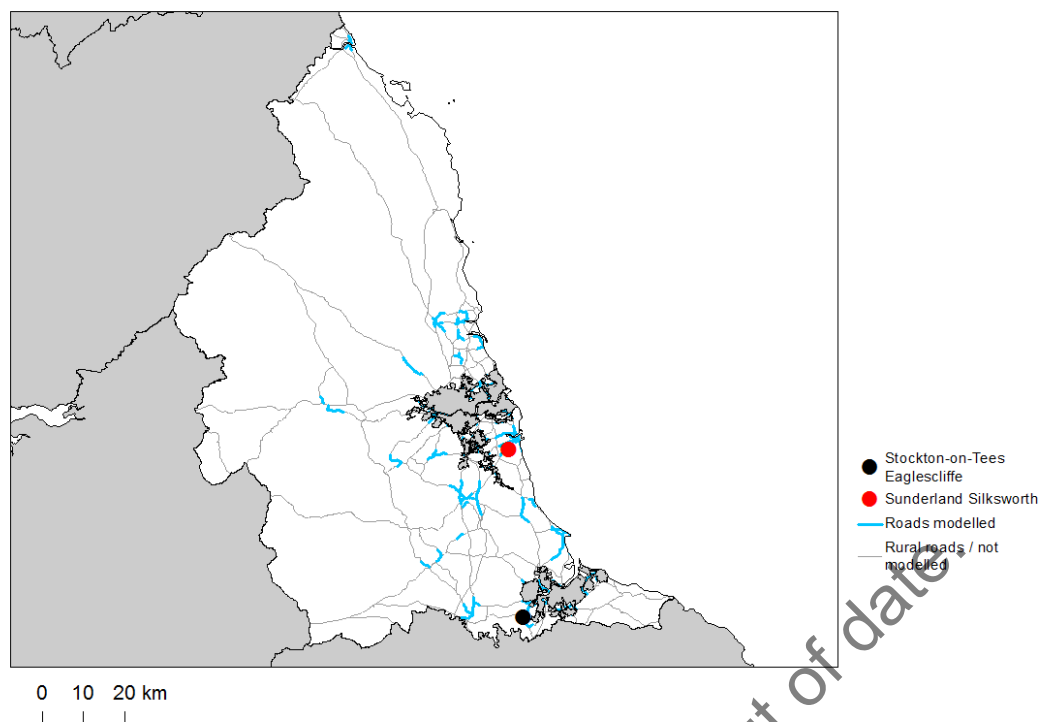 Stockton-on-Tees
Eaglescliffe
Sunderland Silksworth
Roads modelled
Rural roads / not
modelled
0 10 20 km
of date.